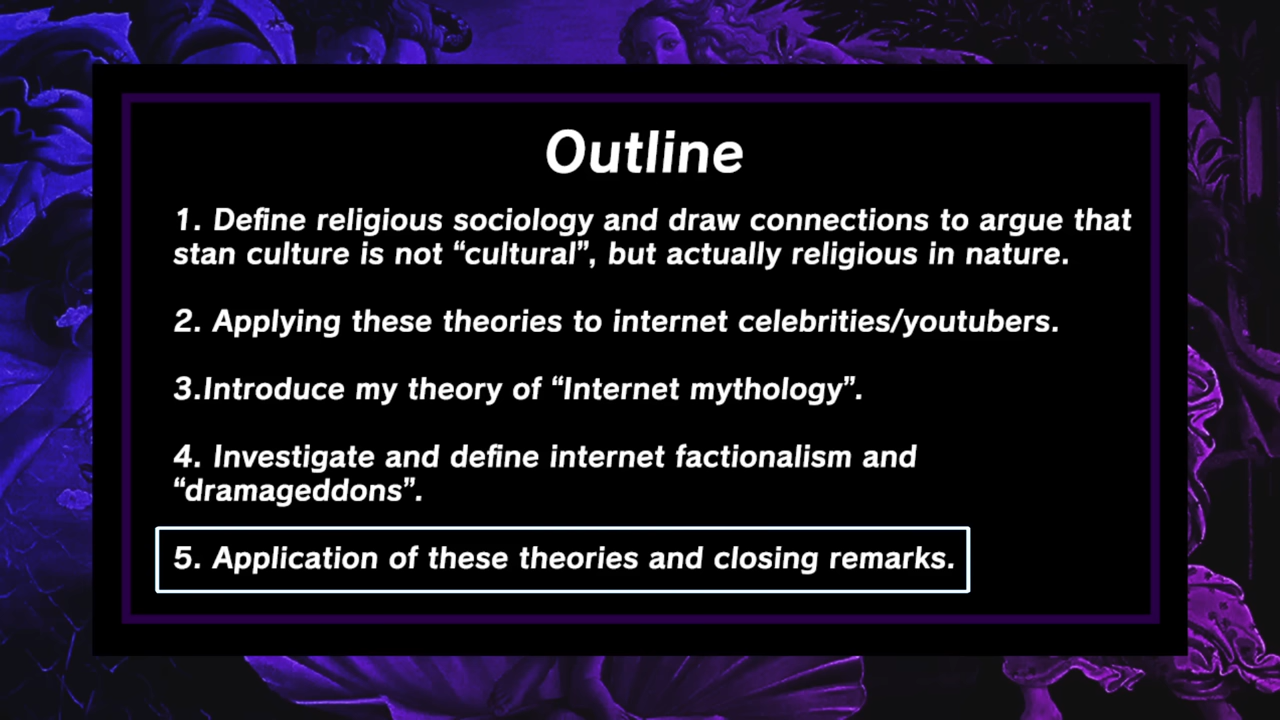 Outline
1. Define religious sociology and draw connections to argue that
stan culture is not “cultural”, but actually religious in nature.
2. Applying these theories to internet celebrities/youtubers.
3.Introduce my theory of “Internet mythology”.
4. Investigate and define internet factionalism and
“dramageddons”.
5. Application of these theories and closing remarks.